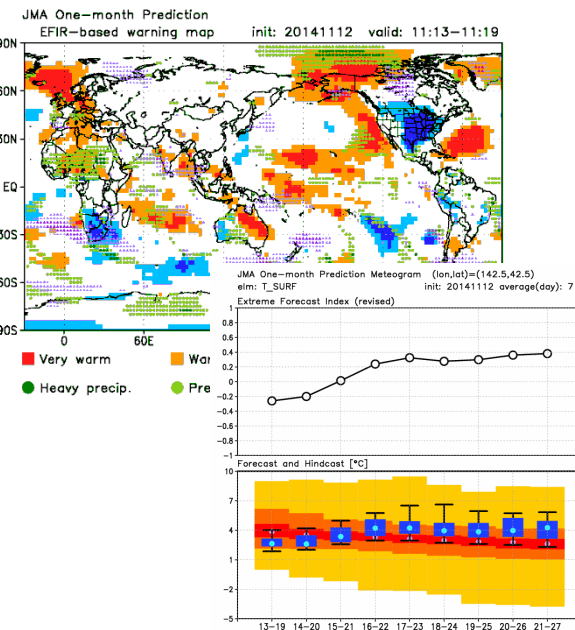 JMA One-month Prediction
EFIR-based warning map init: 20141112 valid: 11:13-11:19
90N
60N
30N
EQ
30S
60S
90S
0 60E
Very warm
War
Heavy precip.
Pre
JMA One-month Prediction Meteogram (lon,lat)=(142.5,42.5)
elm: T_SURF init: 20141112 average(day): 7
Extreme Forecast Index (revised)
1
0.8
0.6
0.4
0.2
0
-0.2
-0.4
-0.6
-0.8
-1
Forecast and Hindcast [°C]
10
7
4
1
-2
-5
13-19 14-20 15-21 16-22 17-23 18-24 19-25 20-26 21-27